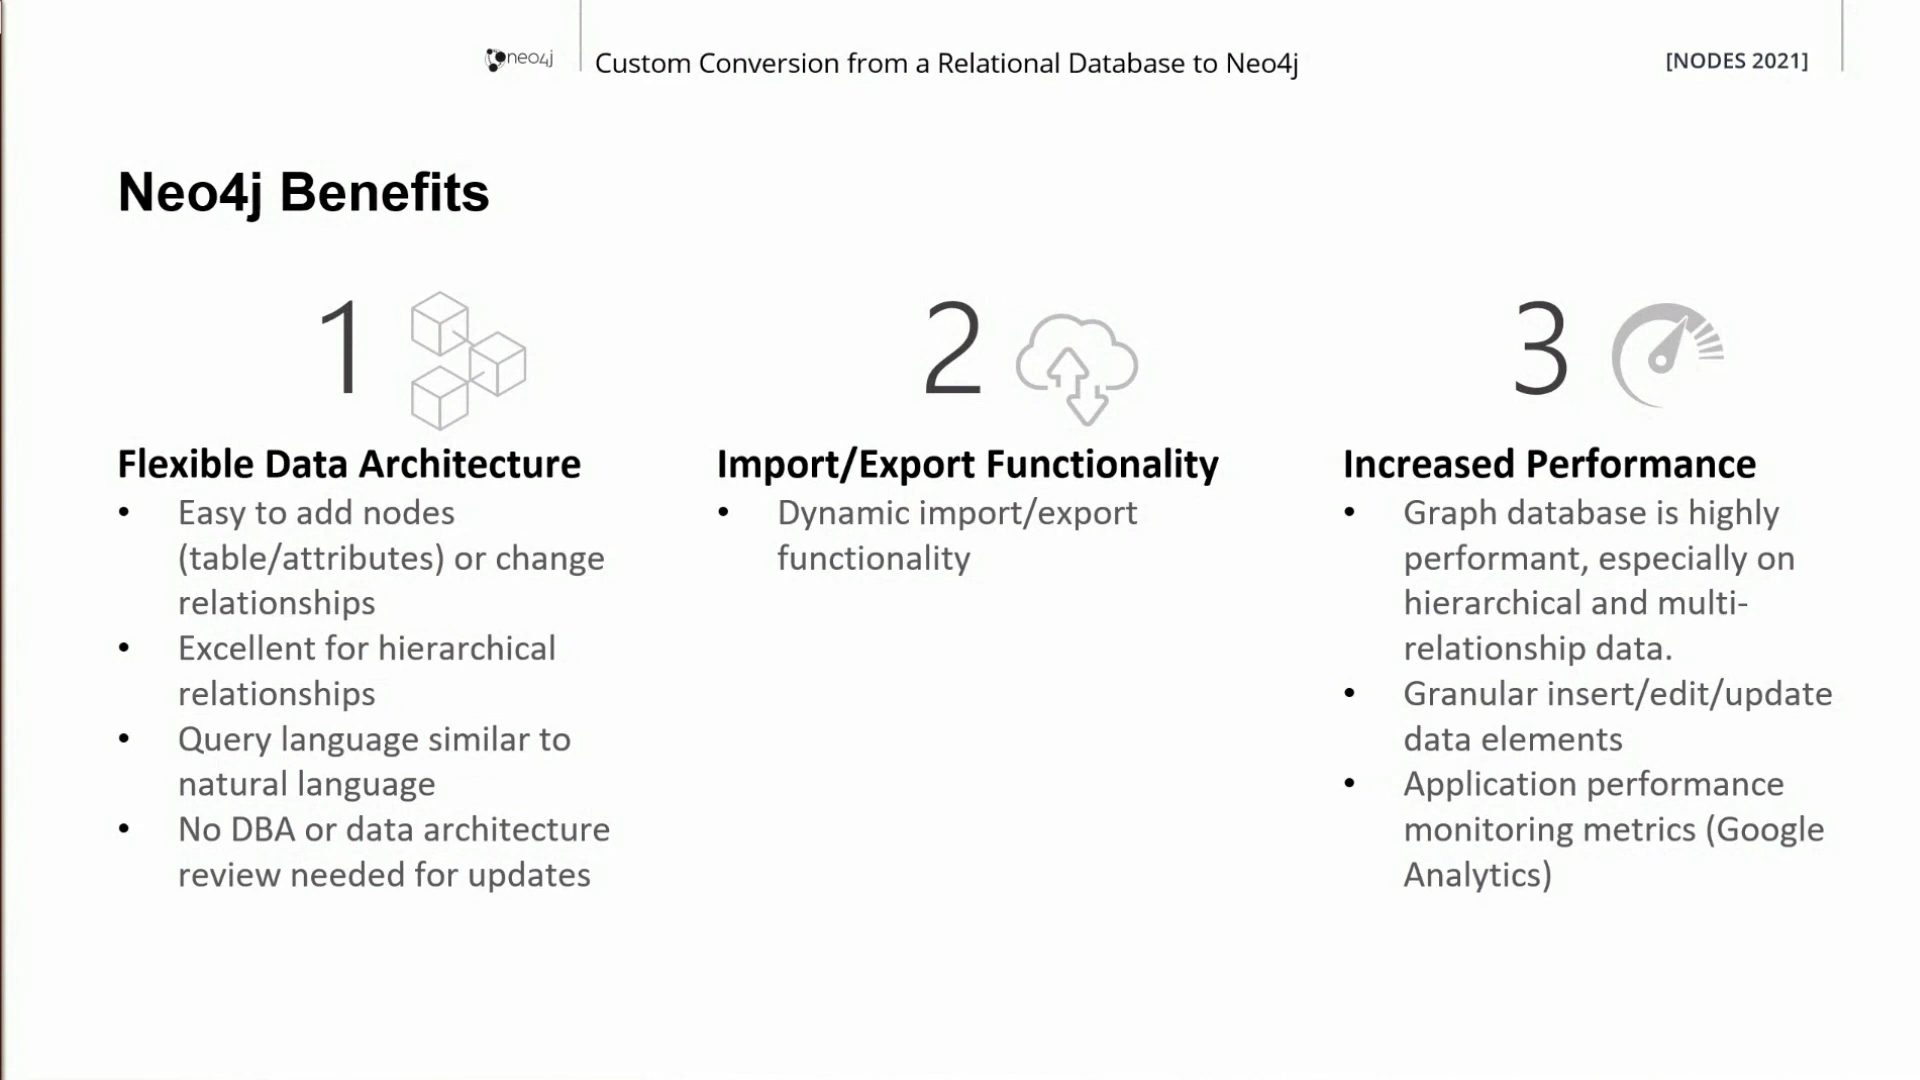 neo4j
Custom Conversion from a Relational Database to Neo4j
[NODES 2021]
Neo4j Benefits
1
Flexible Data Architecture
• Easy to add nodes
(table/attributes) or change
relationships
• Excellent for hierarchical
relationships
• Query language similar to
natural language
• No DBA or data architecture
review needed for updates
2
Import/Export Functionality
• Dynamic import/export
functionality
3
Increased Performance
• Graph database is highly
performant, especially on
hierarchical and multi-
relationship data.
• Granular insert/edit/update
data elements
• Application performance
monitoring metrics (Google
Analytics)